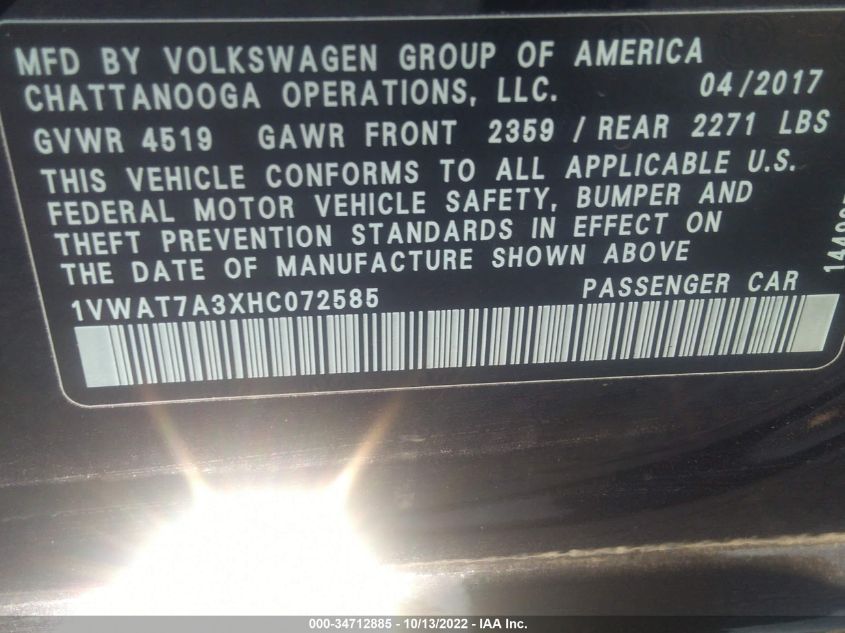 MFD BY VOLKSWAGEN GROUP OF AMERICA
CHATTANOOGA OPERATIONS, LLC. 04/2017
GVWR 4519 GAWR FRONT 2359 / REAR 2271 LBS
THIS VEHICLE CONFORMS TO ALL APPLICABLE U.S.
FEDERAL MOTOR VEHICLE SAFETY, BUMPER AND
THEFT PREVENTION STANDARDS IN EFFECT ON
THE DATE OF MANUFACTURE SHOWN ABOVE
1VWAT7A3XHC072585 PASSENGER CAR
000-34712885 - 10/13/2022 - IAA Inc.